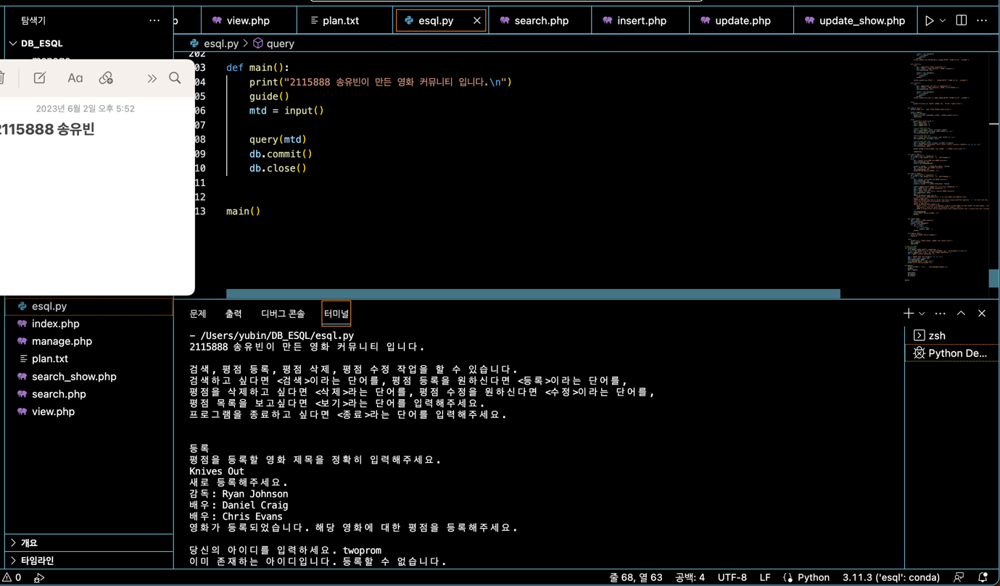 탐색기
view.php
plan.txt
esql.py
search.php
insert.php
update.php
update_show.php
DB_ESQL
esql.py > query
202
03 def main():
04 print("2115888 송유빈이 만든 영화 커뮤니티 입니다.\n")
05 guide()
06 mtd = input()
07
08 query(mtd)
09 db.commit()
10 db.close()
11
12
13 main()
Aa
2023년 6월 2일 오후 5:52
2115888 송유빈
esql.py
index.php
manage.php
plan.txt
search_show.php
search.php
view.php
개요
타임라인
문제 출력 디버그 콘솔 터미널
zsh
Python De...
- /Users/yubin/DB_ESQL/esql.py
2115888 송유빈이 만든 영화 커뮤니티 입니다.
검색, 평점 등록, 평점 삭제, 평점 수정 작업을 할 수 있습니다.
검색하고 싶다면 <검색>이라는 단어를, 평점 등록을 원하신다면 <등록>이라는 단어를,
평점을 삭제하고 싶다면 <삭제>라는 단어를, 평점 수정을 원하신다면 <수정>이라는 단어를,
평점 목록을 보고싶다면 <보기>라는 단어를 입력해주세요.
프로그램을 종료하고 싶다면 <종료>라는 단어를 입력해주세요.
등록
평점을 등록할 영화 제목을 정확히 입력해주세요.
Knives Out
새로 등록해주세요.
감독: Ryan Johnson
배우: Daniel Craig
배우: Chris Evans
영화가 등록되었습니다. 해당 영화에 대한 평점을 등록해주세요.
당신의 아이디를 입력하세요. twoprom
이미 존재하는 아이디입니다. 등록할 수 없습니다.
0
줄 68, 열 63 공백: 4 UTF-8 LF Python 3.11.3 ('esql': conda)